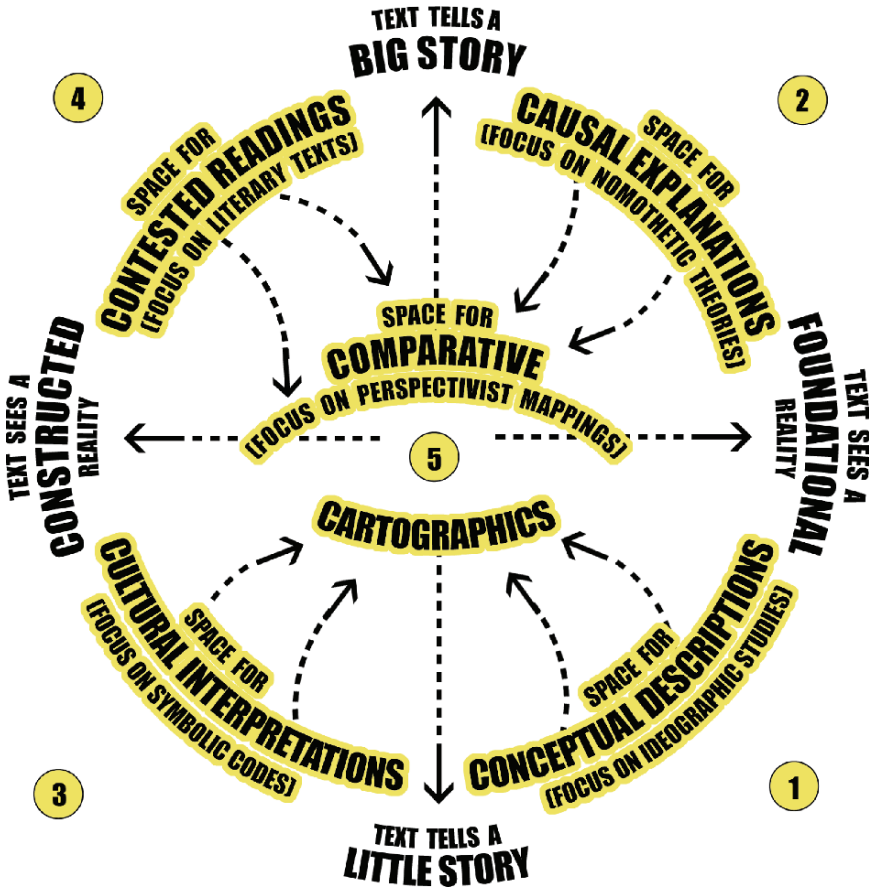 TEXT TELLS A
BIG STORY
4
2
SPACE FOR
CONTESTED READINGS
(FOCUS ON LITERARY TEXTS)
SPACE FOR
CAUSAL EXPLANATIONS
(FOCUS ON NOMOTHETIC THEORIES)
SPACE FOR
COMPARATIVE
(FOCUS ON PERSPECTIVIST MAPPINGS)
TEXT SEES A
CONSTRUCTED
REALITY
TEXT SEES A
FOUNDATIONAL
REALITY
5
CARTOGRAPHICS
SPACE FOR
CULTURAL INTERPRETATIONS
(FOCUS ON SYMBOLIC CODES)
SPACE FOR
CONCEPTUAL DESCRIPTIONS
(FOCUS ON IDEOGRAPHIC STUDIES)
3
1
TEXT TELLS A
LITTLE STORY